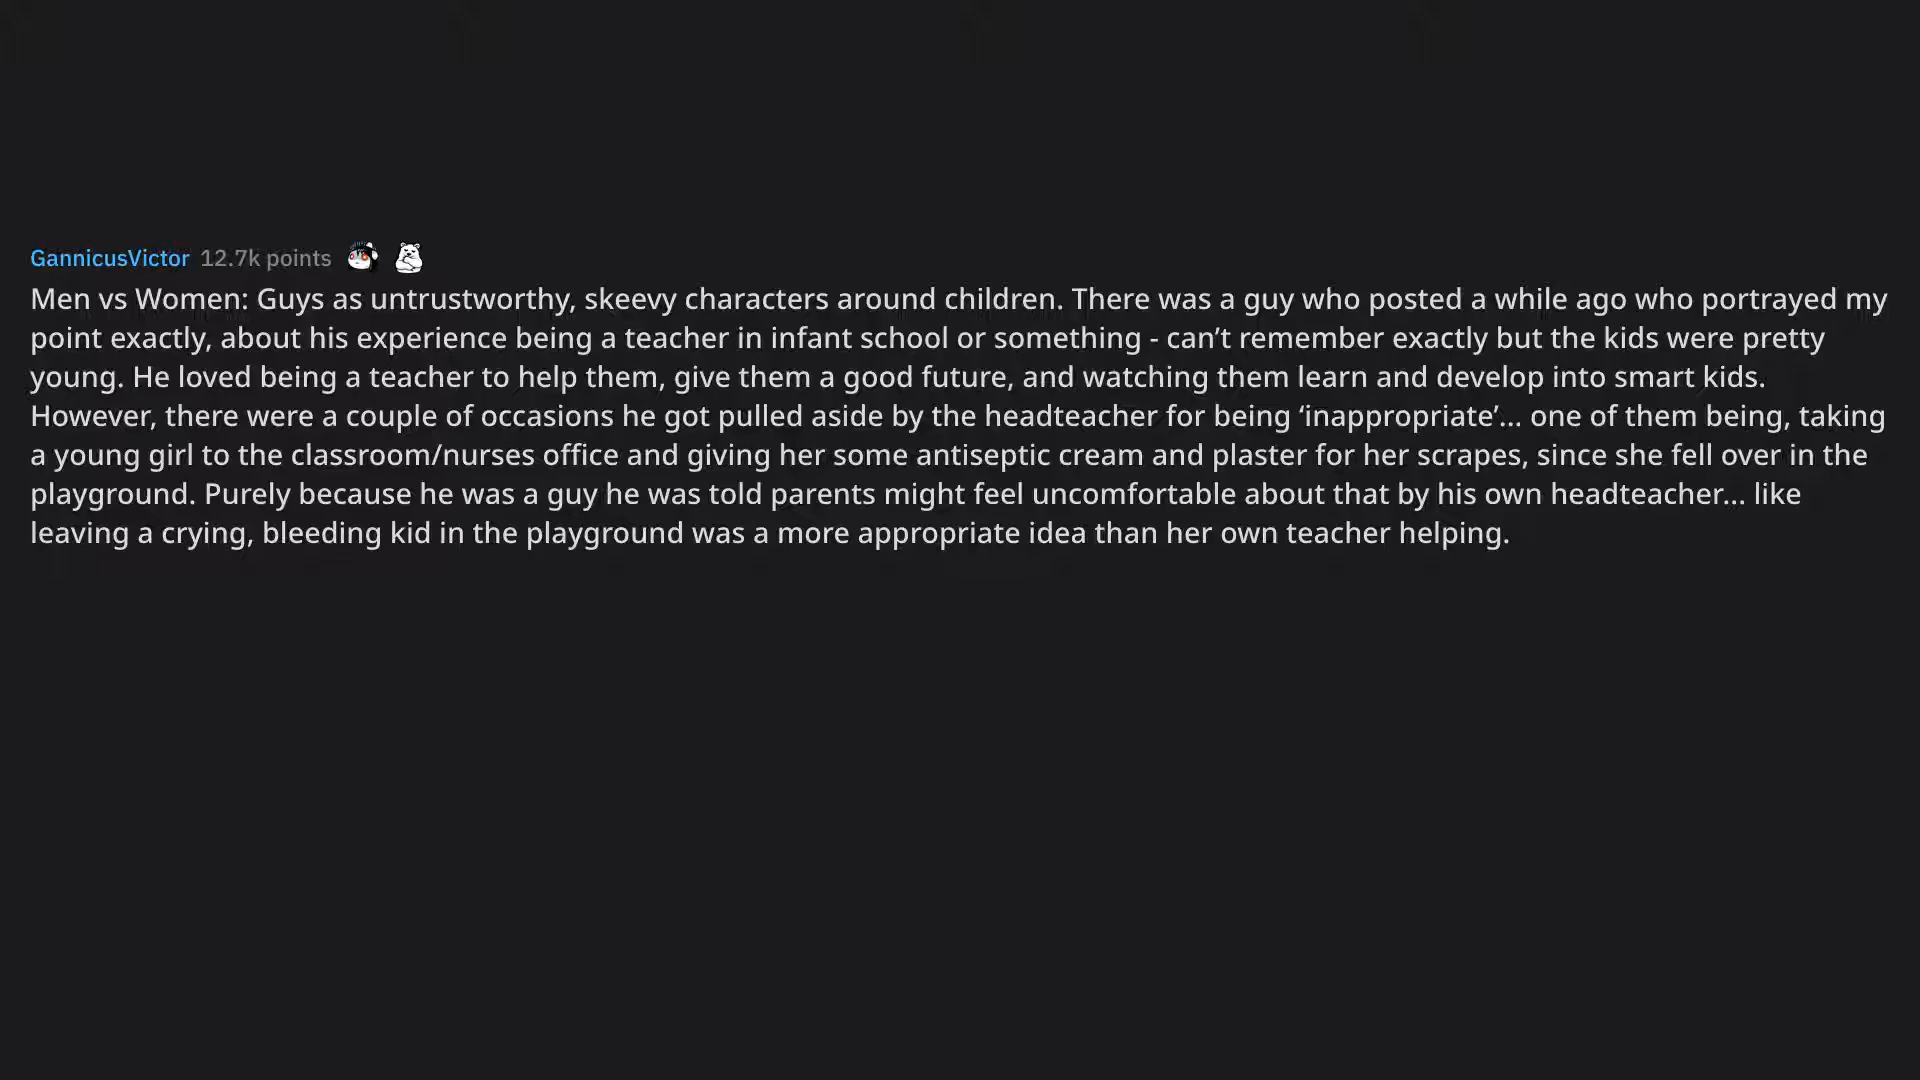 GannicusVictor 12.7k points
Men vs Women: Guys as untrustworthy, skeevy characters around children. There was a guy who posted a while ago who portrayed my
point exactly, about his experience being a teacher in infant school or something - can’t remember exactly but the kids were pretty
young. He loved being a teacher to help them, give them a good future, and watching them learn and develop into smart kids.
However, there were a couple of occasions he got pulled aside by the headteacher for being ‘inappropriate’... one of them being, taking
a young girl to the classroom/nurses office and giving her some antiseptic cream and plaster for her scrapes, since she fell over in the
playground. Purely because he was a guy he was told parents might feel uncomfortable about that by his own headteacher... like
leaving a crying, bleeding kid in the playground was a more appropriate idea than her own teacher helping.